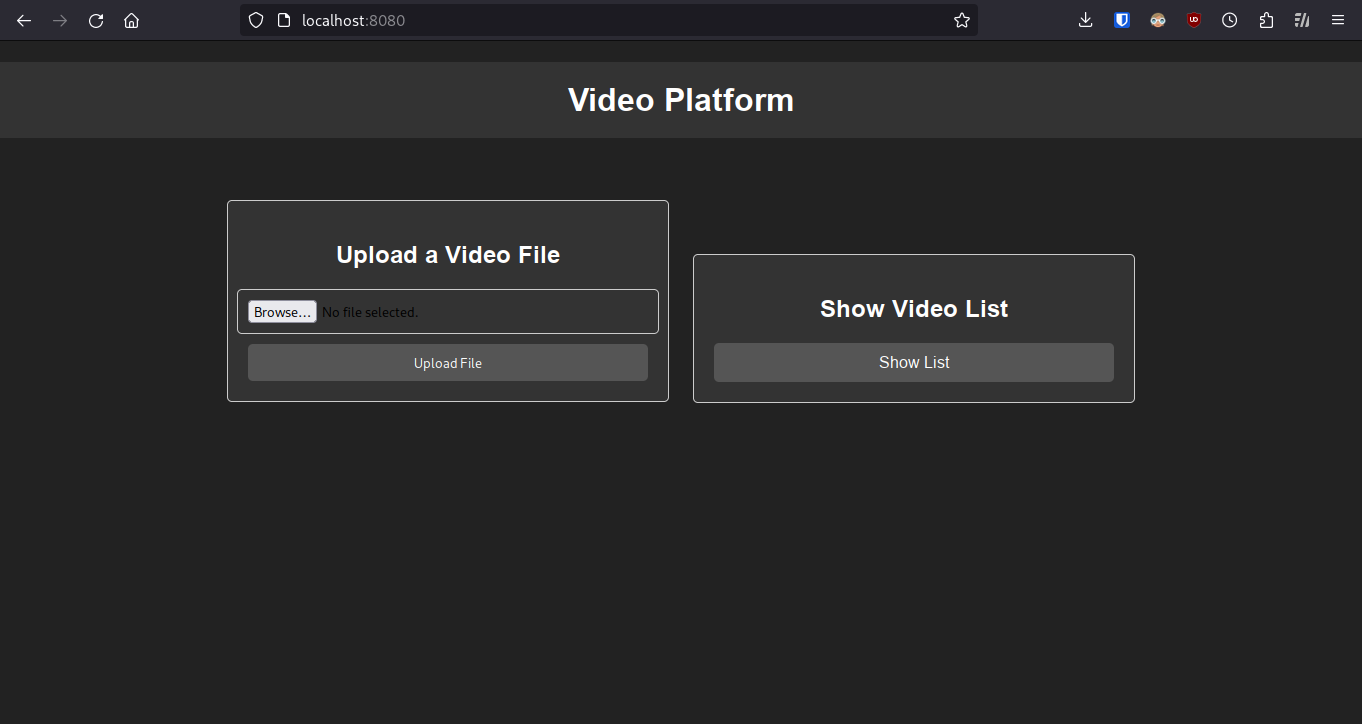 localhost:8080
Video Platform
Upload a Video File
Browse... No file selected.
Upload File
Show Video List
Show List